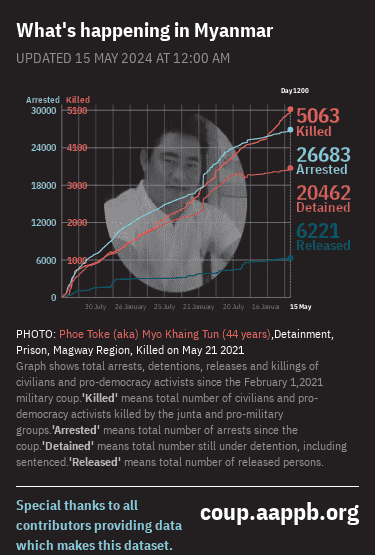 What's happening in Myanmar
UPDATED 15 MAY 2024 AT 12:00 AM
Day1200
Arrested Killed
30000 5100
24000 4100
18000 3000
12000 2000
6000 1000
0
5063
Killed
26683
Arrested
20462
Detained
6221
Released
30 July 26 January 25 July 21 January 20 July 16 Januar 15 May
PHOTO: Phoe Toke (aka) Myo Khaing Tun (44 years),Detainment,
Prison, Magway Region, Killed on May 21 2021
Graph shows total arrests, detentions, releases and killings of
civilians and pro-democracy activists since the February 1,2021
military coup.'Killed' means total number of civilians and pro-
democracy activists killed by the junta and pro-military
groups.'Arrested' means total number of arrests since the
coup.'Detained' means total number still under detention, including
sentenced.'Released' means total number of released persons.
Special thanks to all
contributors providing data
which makes this dataset.
coup.aappb.org